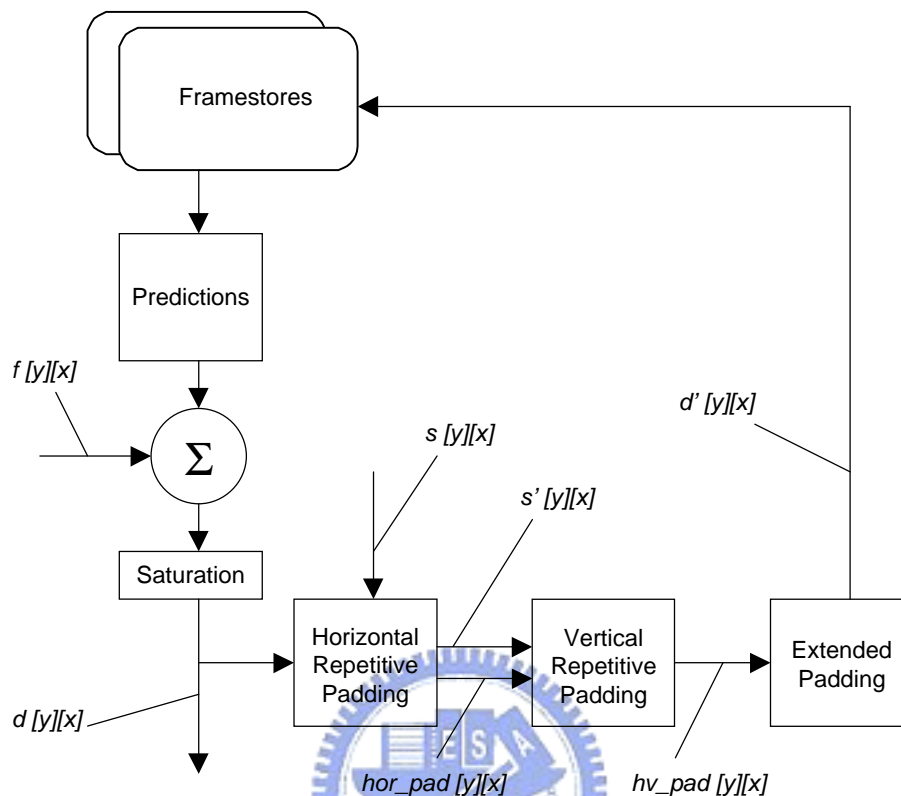 Framestores
Predictions
f [y][x]
Σ
s [y][x]
d' [y][x]
s' [y][x]
Saturation
Horizontal
Repetitive
Padding
Vertical
Repetitive
Padding
Extended
Padding
d [y][x]
E S A
hor_pad [y][x]
hv_pad [y][x]